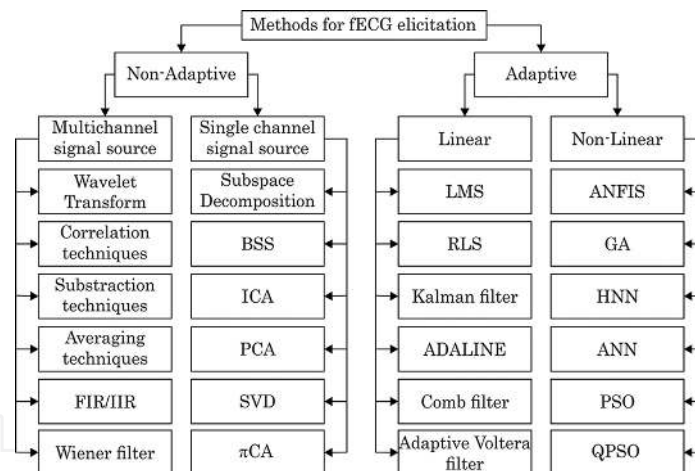 Methods for fECG elicitation
Non-Adaptive
Adaptive
Multichannel
signal source
Single channel
signal source
Linear
Non-Linear
Wavelet
Transform
Subspace
Decomposition
LMS
ANFIS
Correlation
techniques
BSS
RLS
GA
Substraction
techniques
ICA
Kalman filter
HNN
Averaging
techniques
PCA
ADALINE
ANN
FIR/IIR
SVD
Comb filter
PSO
Wiener filter
πCA
Adaptive Voltera
filter
QPSO